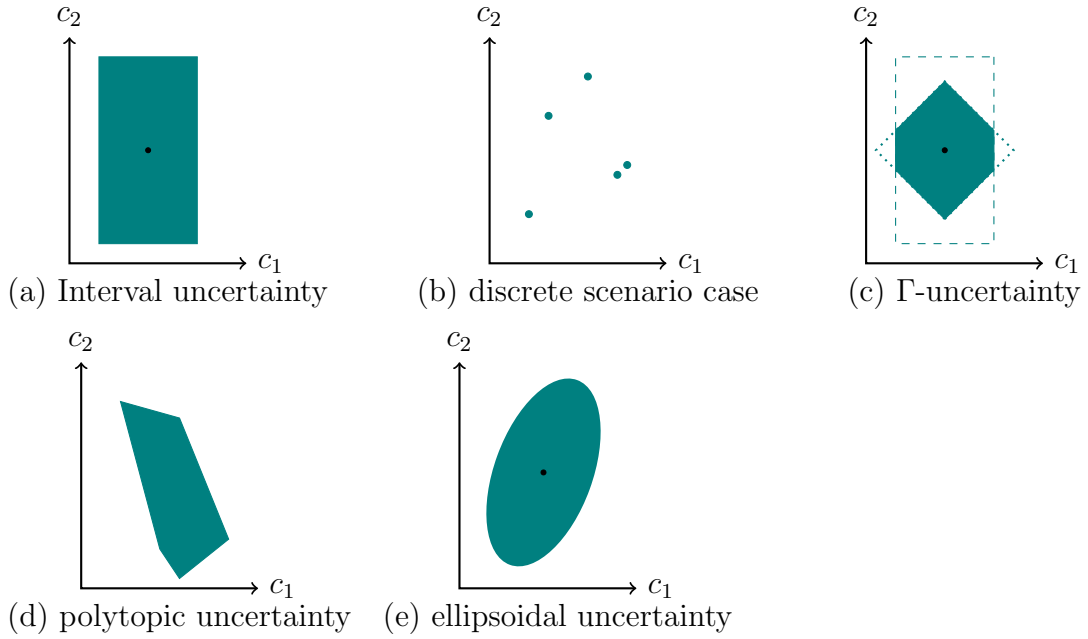 c₂
c₂
c₂
c₁
c₁
c₁
(a) Interval uncertainty
(b) discrete scenario case
(c) Γ-uncertainty
c₂
c₂
c₁
c₁
(d) polytopic uncertainty
(e) ellipsoidal uncertainty